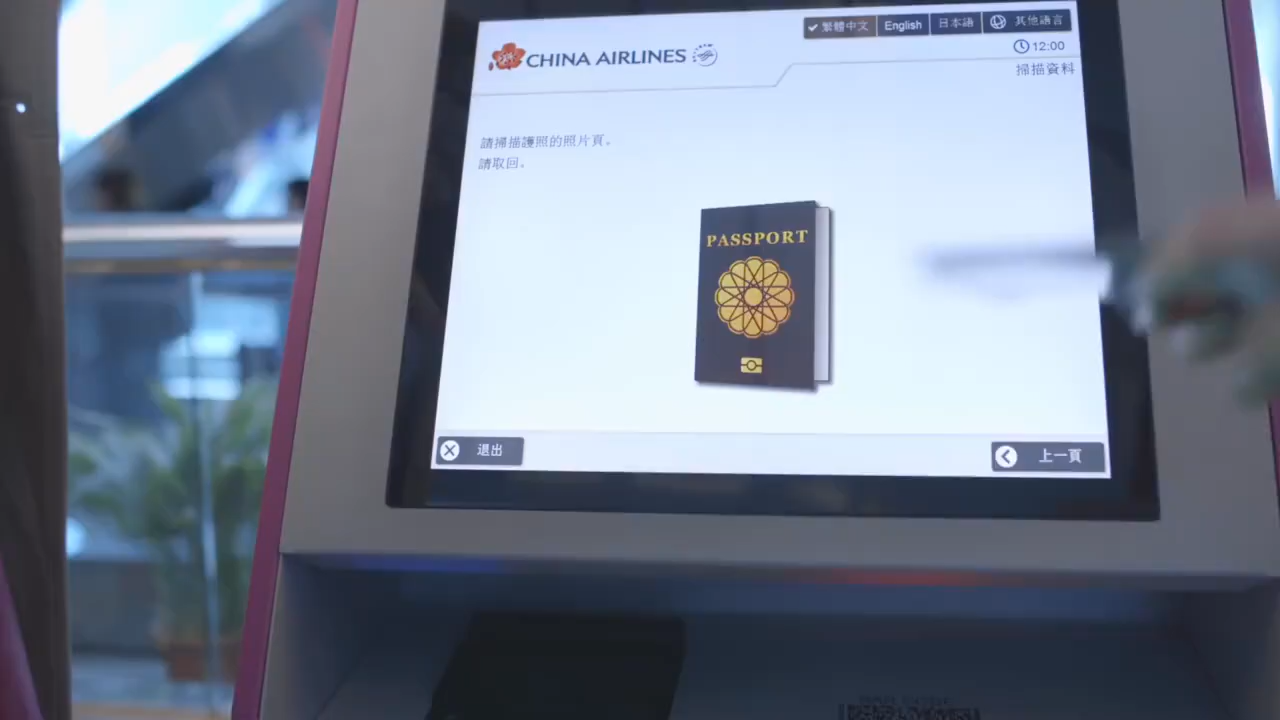 繁體中文 English 日本語 其他語言
CHINA AIRLINES
12:00
掃描資料
請掃描護照的照片頁。
請取回。
PASSPORT
退出
上一頁